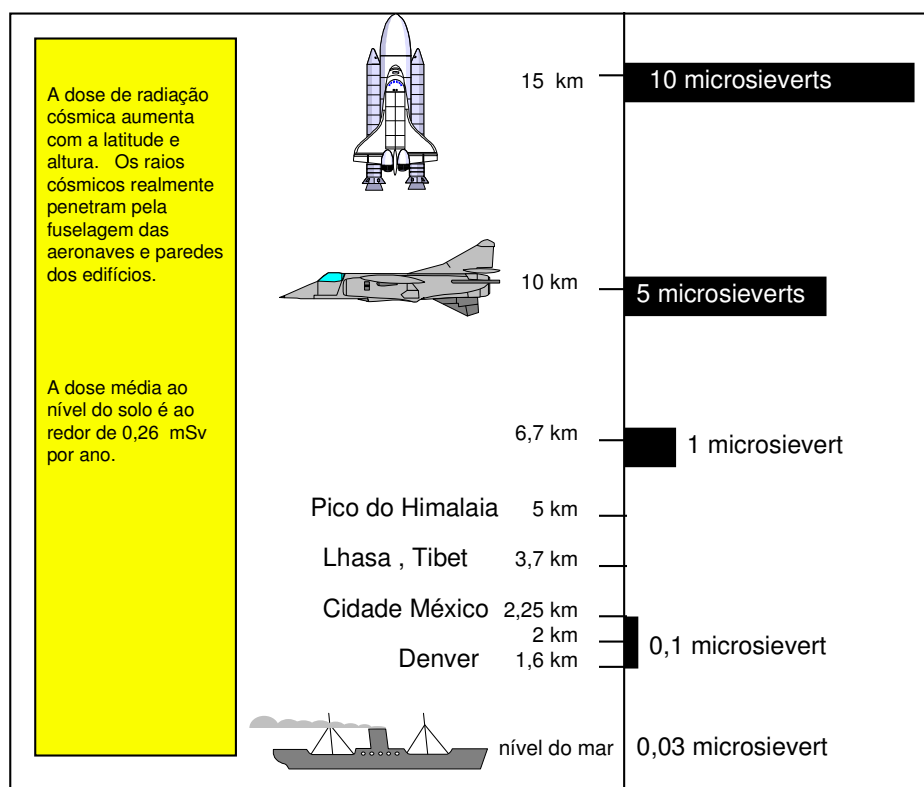 A dose de radiação
cósmica aumenta
com a latitude e
altura.   Os raios
cósmicos realmente
penetram pela
fuselagem das
aeronaves e paredes
dos edifícios.
A dose média ao
nível do solo é ao
redor de 0,26  mSv
por ano.
15  km 10 microsieverts
10 km 5 microsieverts
6,7 km 1 microsievert
Pico do Himalaia 5 km
Lhasa , Tibet 3,7 km
Cidade México 2,25 km
2 km 0,1 microsievert
Denver 1,6 km
nível do mar 0,03 microsievert